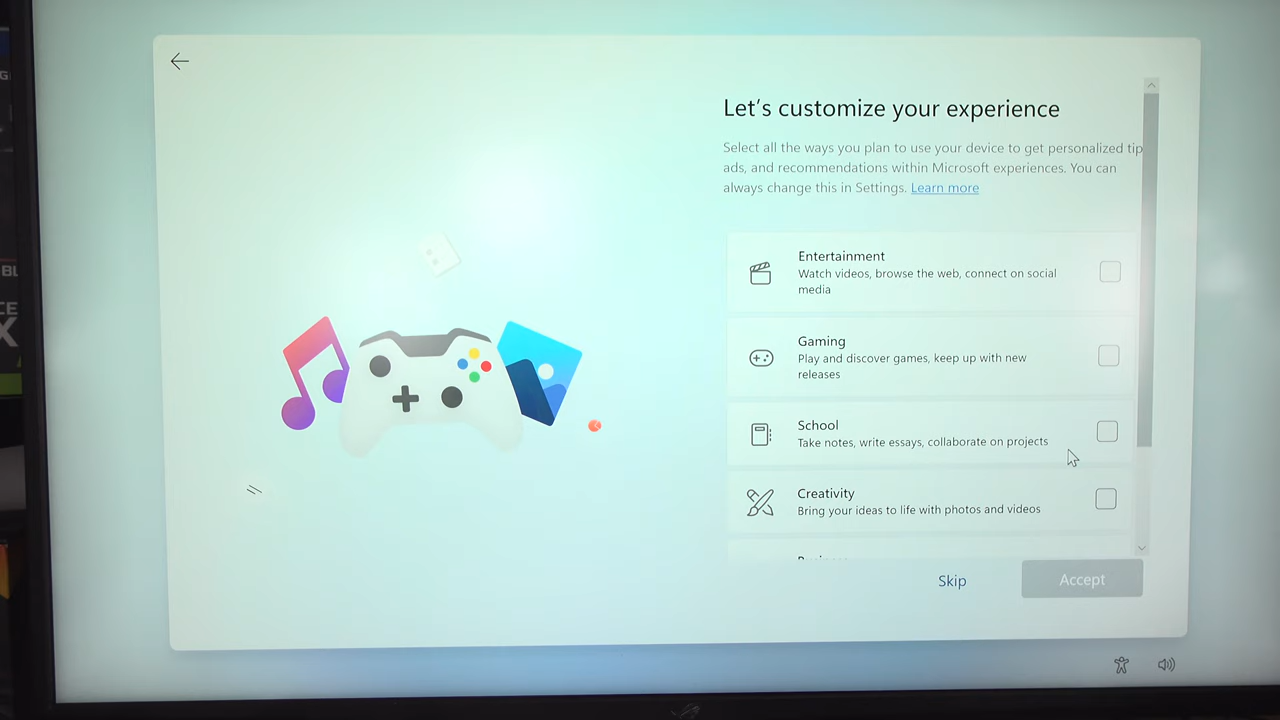 Let's customize your experience
Select all the ways you plan to use your device to get personalized tip
ads, and recommendations within Microsoft experiences. You can
always change this in Settings. Learn more
Entertainment
Watch videos, browse the web, connect on social
media
Gaming
Play and discover games, keep up with new
releases
School
Take notes, write essays, collaborate on projects
Creativity
Bring your ideas to life with photos and videos
Skip
Accept